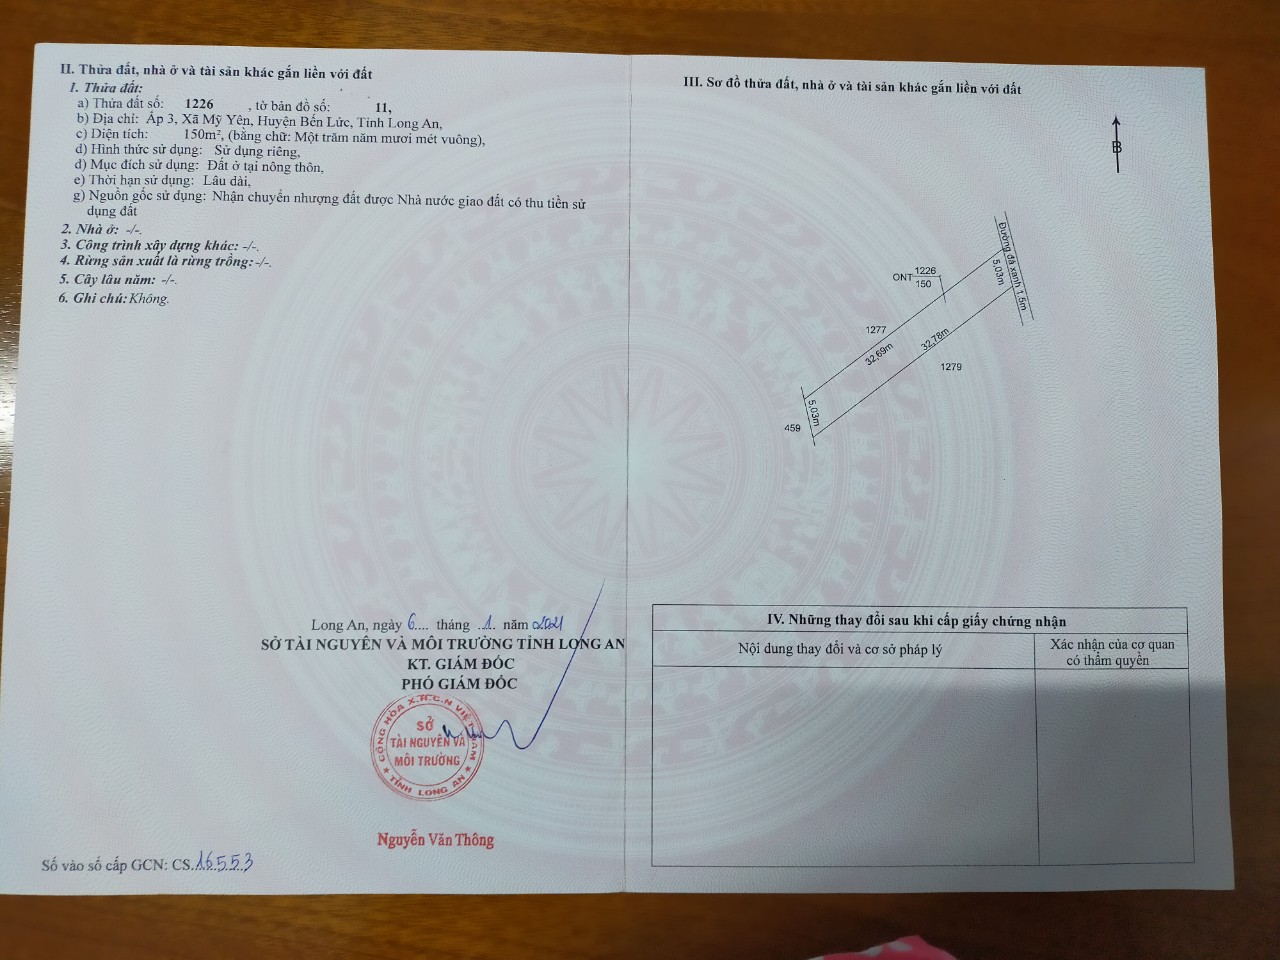 II. Thửa đất, nhà ở và tài sản khác gắn liền với đất
1. Thửa đất:
a) Thửa đất số: 1226 , tờ bản đồ số: 11,
b) Địa chỉ: Ấp 3, Xã Mỹ Yên, Huyện Bến Lức, Tỉnh Long An,
c) Diện tích: 150m², (bằng chữ: Một trăm năm mươi mét vuông),
d) Hình thức sử dụng: Sử dụng riêng,
đ) Mục đích sử dụng: Đất ở tại nông thôn,
e) Thời hạn sử dụng: Lâu dài,
g) Nguồn gốc sử dụng: Nhận chuyển nhượng đất được Nhà nước giao đất có thu tiền sử
dụng đất
2. Nhà ở: -/-.
3. Công trình xây dựng khác: -/-.
4. Rừng sản xuất là rừng trồng: -/-.
5. Cây lâu năm: -/-.
6. Ghi chú: Không.
Long An, ngày 6.... tháng ..1. năm 2021
SỞ TÀI NGUYÊN VÀ MÔI TRƯỜNG TỈNH LONG AN
KT. GIÁM ĐỐC
PHÓ GIÁM ĐỐC
CỘNG HÒA X.H.C.N VIỆT NAM
SỞ
TÀI NGUYÊN VÀ
MÔI TRƯỜNG
★ TỈNH LONG AN ★
Nguyễn Văn Thông
Số vào sổ cấp GCN: CS.16553
III. Sơ đồ thửa đất, nhà ở và tài sản khác gắn liền với đất
B
Đường đá xanh 1.5m
5,03m
ONT 1226
150
1277
32,69m
32,78m
1279
5,03m
459
IV. Những thay đổi sau khi cấp giấy chứng nhận
Nội dung thay đổi và cơ sở pháp lý
Xác nhận của cơ quan
có thẩm quyền